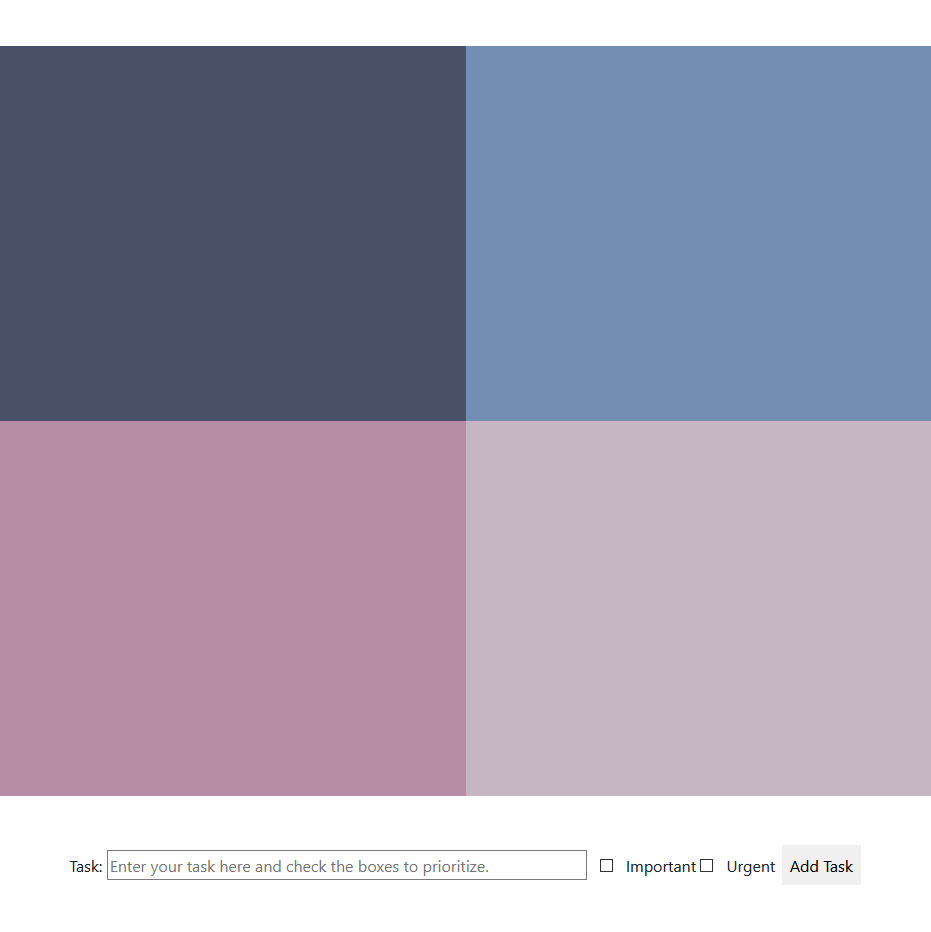 Task: Enter your task here and check the boxes to prioritize. Important Urgent Add Task